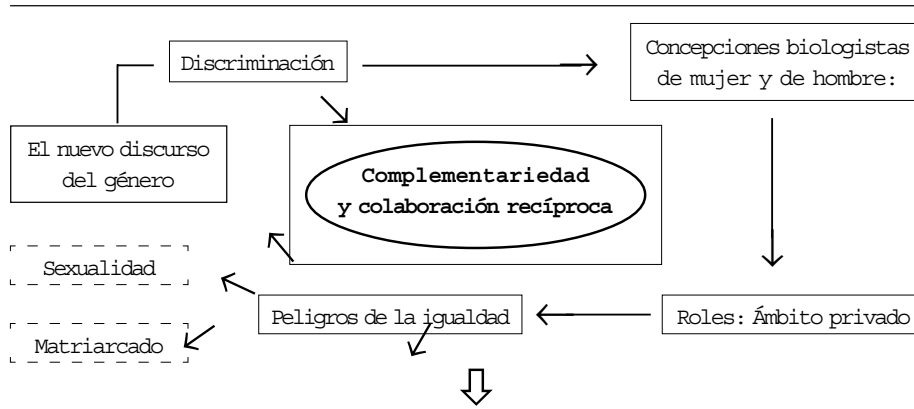 Discriminación
Concepciones biologistas
de mujer y de hombre:
El nuevo discurso
del género
Complementariedad
y colaboración recíproca
Sexualidad
Peligros de la igualdad
Roles: Ámbito privado
Matriarcado